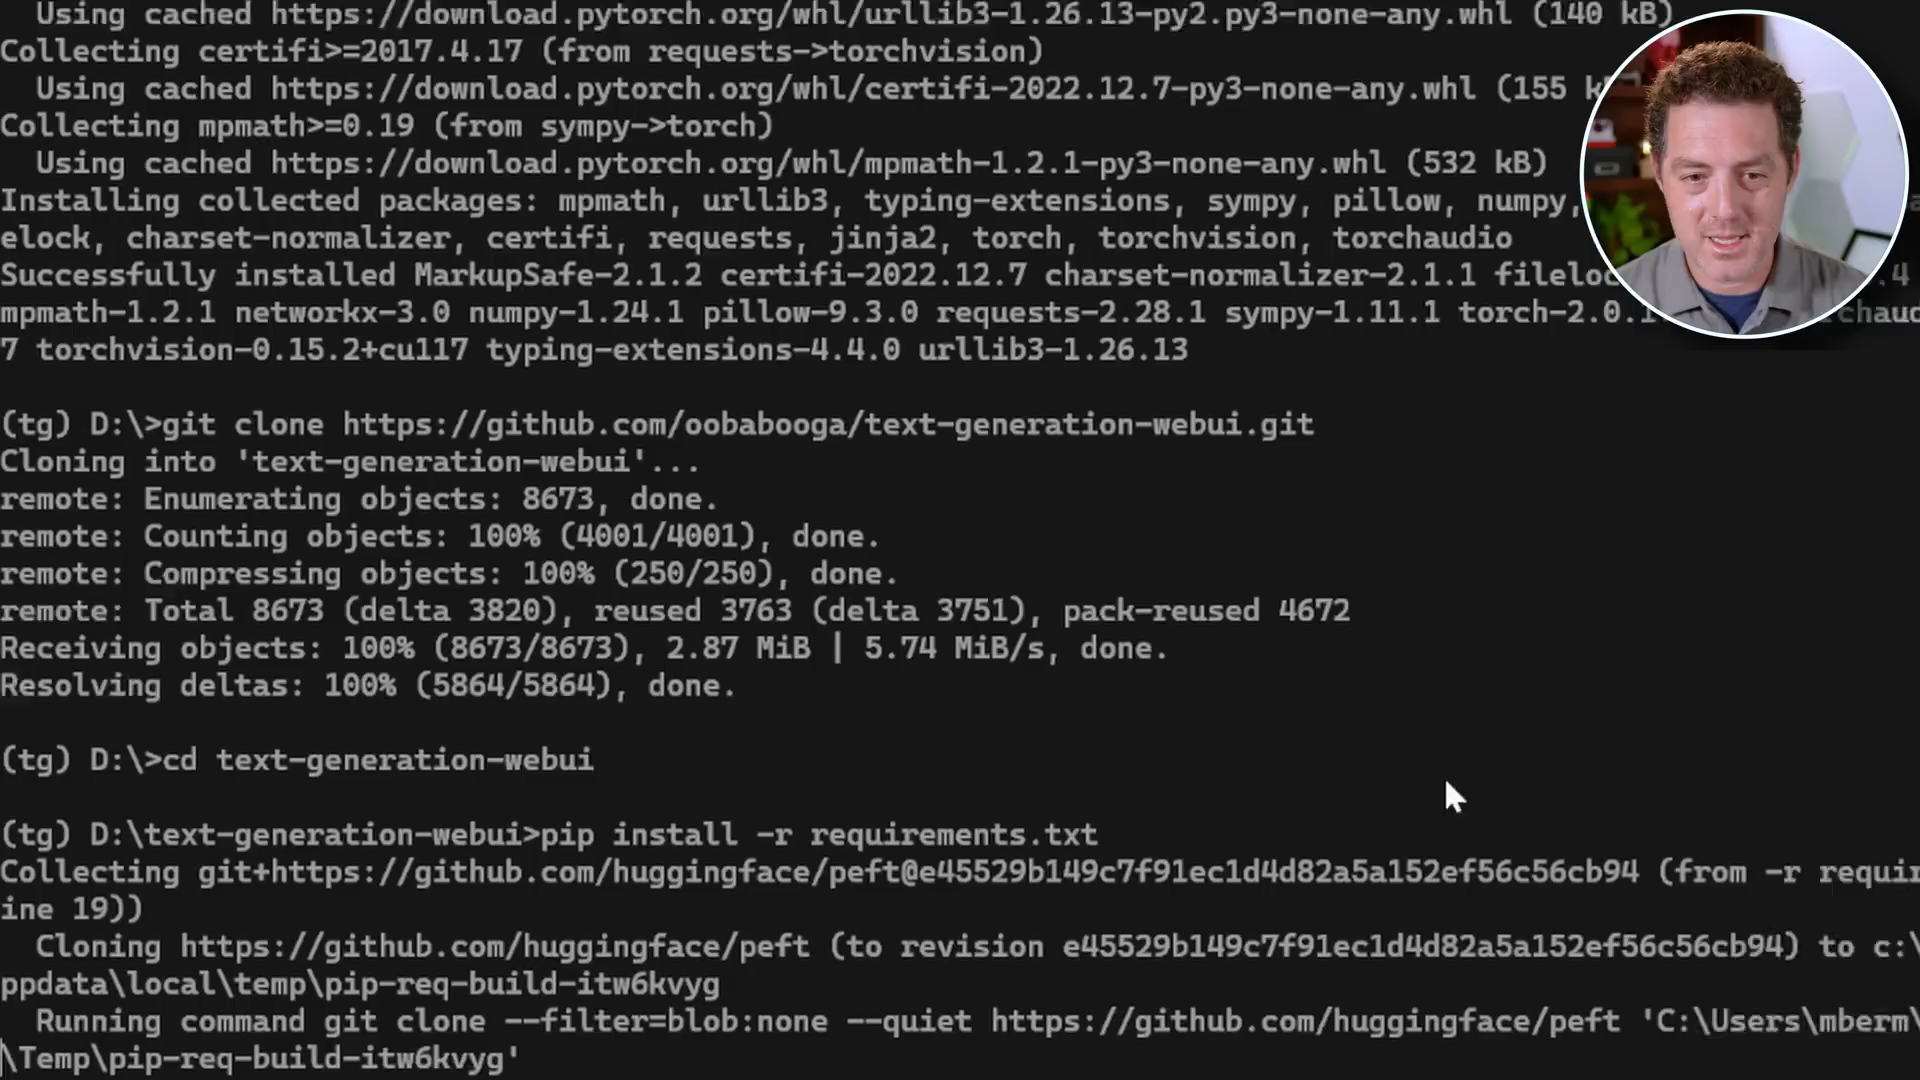 Using cached https://download.pytorch.org/whl/urllib3-1.26.13-py2.py3-none-any.whl (140 kB)
Collecting certifi>=2017.4.17 (from requests->torchvision)
Using cached https://download.pytorch.org/whl/certifi-2022.12.7-py3-none-any.whl (155
Collecting mpmath>=0.19 (from sympy->torch)
Using cached https://download.pytorch.org/whl/mpmath-1.2.1-py3-none-any.whl (532 kB)
Installing collected packages: mpmath, urllib3, typing-extensions, sympy, pillow, numpy,
elock, charset-normalizer, certifi, requests, jinja2, torch, torchvision, torchaudio
Successfully installed MarkupSafe-2.1.2 certifi-2022.12.7 charset-normalizer-2.1.1 .4
mpmath-1.2.1 networkx-3.0 numpy-1.24.1 pillow-9.3.0 requests-2.28.1 sympy-1.11.1 torch-2.0.
7 torchvision-0.15.2+cu117 typing-extensions-4.4.0 urllib3-1.26.13
(tg) D:\>git clone https://github.com/oobabooga/text-generation-webui.git
Cloning into 'text-generation-webui'...
remote: Enumerating objects: 8673, done.
remote: Counting objects: 100% (4001/4001), done.
remote: Compressing objects: 100% (250/250), done.
remote: Total 8673 (delta 3820), reused 3763 (delta 3751), pack-reused 4672
Receiving objects: 100% (8673/8673), 2.87 MiB | 5.74 MiB/s, done.
Resolving deltas: 100% (5864/5864), done.
(tg) D:\>cd text-generation-webui
(tg) D:\text-generation-webui>pip install -r requirements.txt
Collecting git+https://github.com/huggingface/peft@e45529b149c7f91ec1d4d82a5a152ef56c56cb94 (from -r requir
ine 19))
Cloning https://github.com/huggingface/peft (to revision e45529b149c7f91ec1d4d82a5a152ef56c56cb94) to c:\
ppdata\local\temp\pip-req-build-itw6kvyg
Running command git clone --filter=blob:none --quiet https://github.com/huggingface/peft 'C:\Users\mberm\
\Temp\pip-req-build-itw6kvyg'